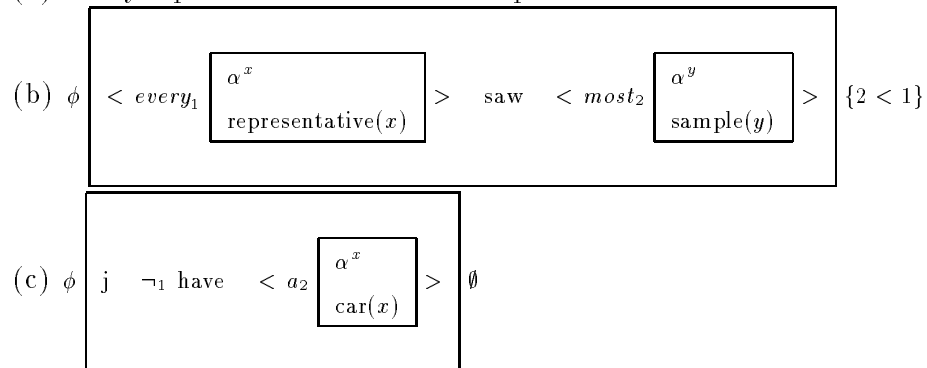 α^x α^y
(b) ϕ < every₁ > saw < most₂ > {2 < 1}
representative(x) sample(y)
α^x
(c) ϕ j ¬₁ have < a₂ > ∅
car(x)